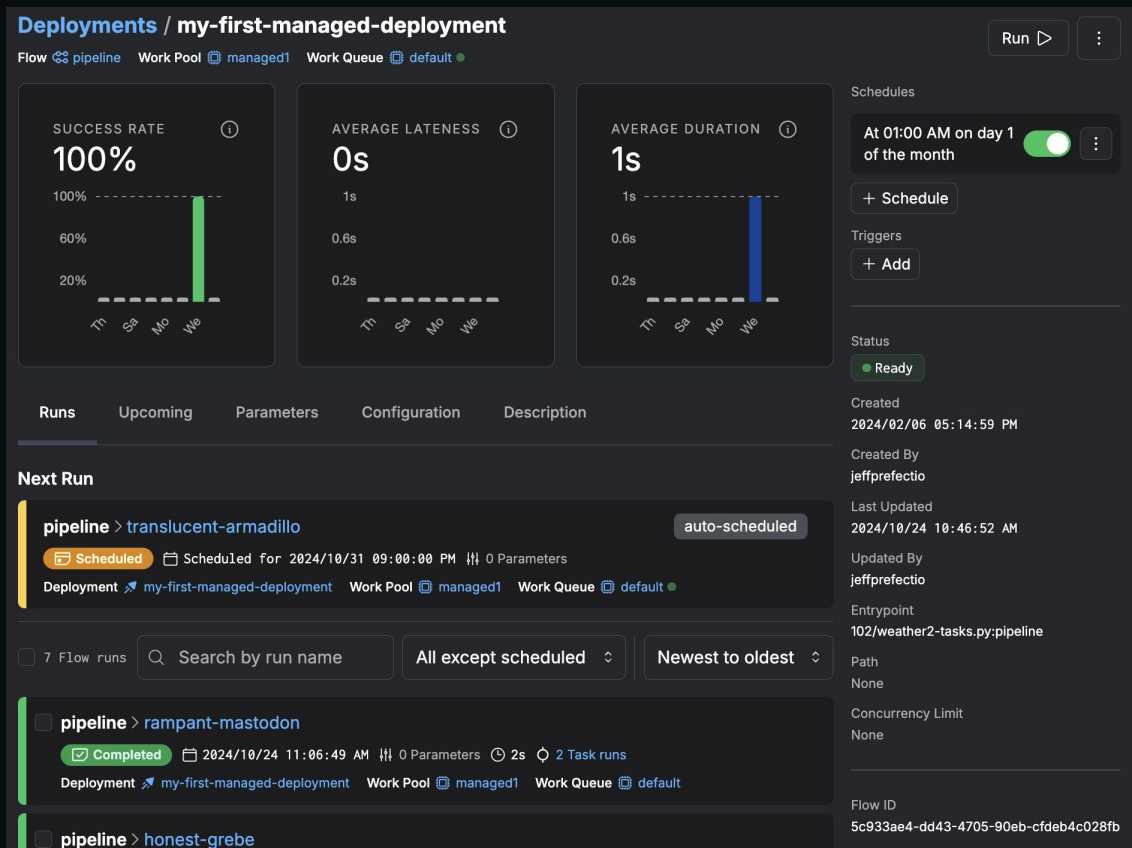 Deployments / my-first-managed-deployment
Flow pipeline Work Pool managed1 Work Queue default
Run
SUCCESS RATE
100%
100%
60%
20%
Th Sa Mo We
AVERAGE LATENESS
0s
1s
0.6s
0.2s
Th Sa Mo We
AVERAGE DURATION
1s
1s
0.6s
0.2s
Th Sa Mo We
Runs Upcoming Parameters Configuration Description
Next Run
pipeline > translucent-armadillo auto-scheduled
Scheduled Scheduled for 2024/10/31 09:00:00 PM 0 Parameters
Deployment my-first-managed-deployment Work Pool managed1 Work Queue default
7 Flow runs Search by run name All except scheduled Newest to oldest
pipeline > rampant-mastodon
Completed 2024/10/24 11:06:49 AM 0 Parameters 2s 2 Task runs
Deployment my-first-managed-deployment Work Pool managed1 Work Queue default
pipeline > honest-grebe
Schedules
At 01:00 AM on day 1
of the month
+ Schedule
Triggers
+ Add
Status
Ready
Created
2024/02/06 05:14:59 PM
Created By
jeffprefectio
Last Updated
2024/10/24 10:46:52 AM
Updated By
jeffprefectio
Entrypoint
102/weather2-tasks.py:pipeline
Path
None
Concurrency Limit
None
Flow ID
5c933ae4-dd43-4705-90eb-cfdeb4c028fb